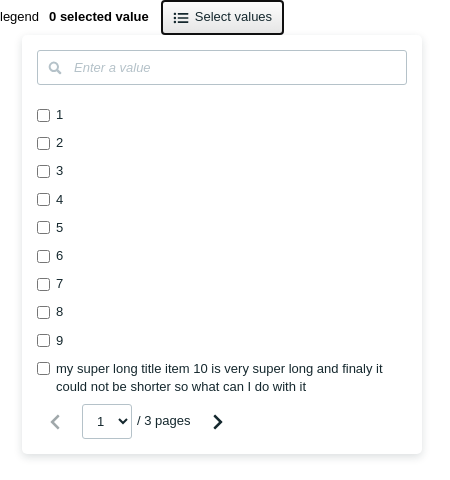 legend 0 selected value Select values
Enter a value
1
2
3
4
5
6
7
8
9
my super long title item 10 is very super long and finaly it
could not be shorter so what can I do with it
1 / 3 pages